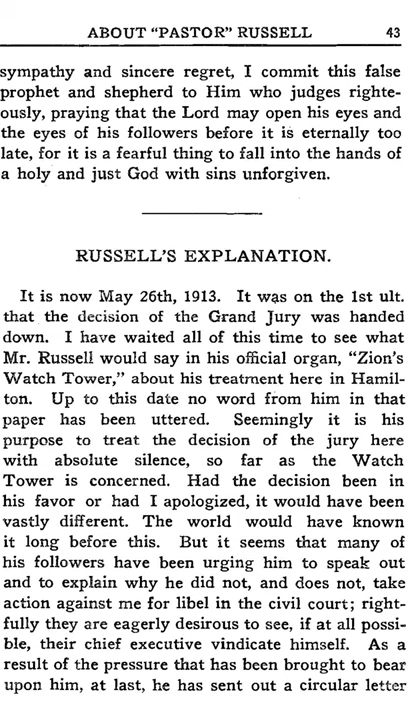 ABOUT "PASTOR" RUSSELL 43
sympathy and sincere regret, I commit this false
prophet and shepherd to Him who judges righte-
ously, praying that the Lord may open his eyes and
the eyes of his followers before it is eternally too
late, for it is a fearful thing to fall into the hands of
a holy and just God with sins unforgiven.
RUSSELL'S EXPLANATION.
It is now May 26th, 1913. It was on the 1st ult.
that the decision of the Grand Jury was handed
down. I have waited all of this time to see what
Mr. Russell would say in his official organ, "Zion's
Watch Tower," about his treatment here in Hamil-
ton. Up to this date no word from him in that
paper has been uttered. Seemingly it is his
purpose to treat the decision of the jury here
with absolute silence, so far as the Watch
Tower is concerned. Had the decision been in
his favor or had I apologized, it would have been
vastly different. The world would have known
it long before this. But it seems that many of
his followers have been urging him to speak out
and to explain why he did not, and does not, take
action against me for libel in the civil court; right-
fully they are eagerly desirous to see, if at all possi-
ble, their chief executive vindicate himself. As a
result of the pressure that has been brought to bear
upon him, at last, he has sent out a circular letter